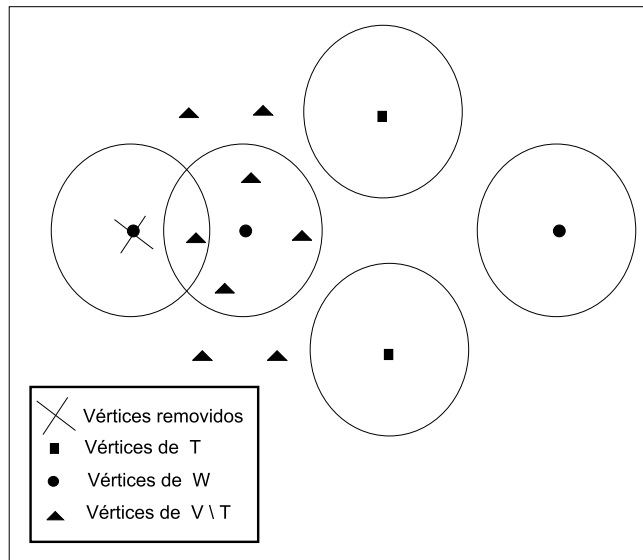 Vértices removidos
Vértices de T
Vértices de W
Vértices de V \ T